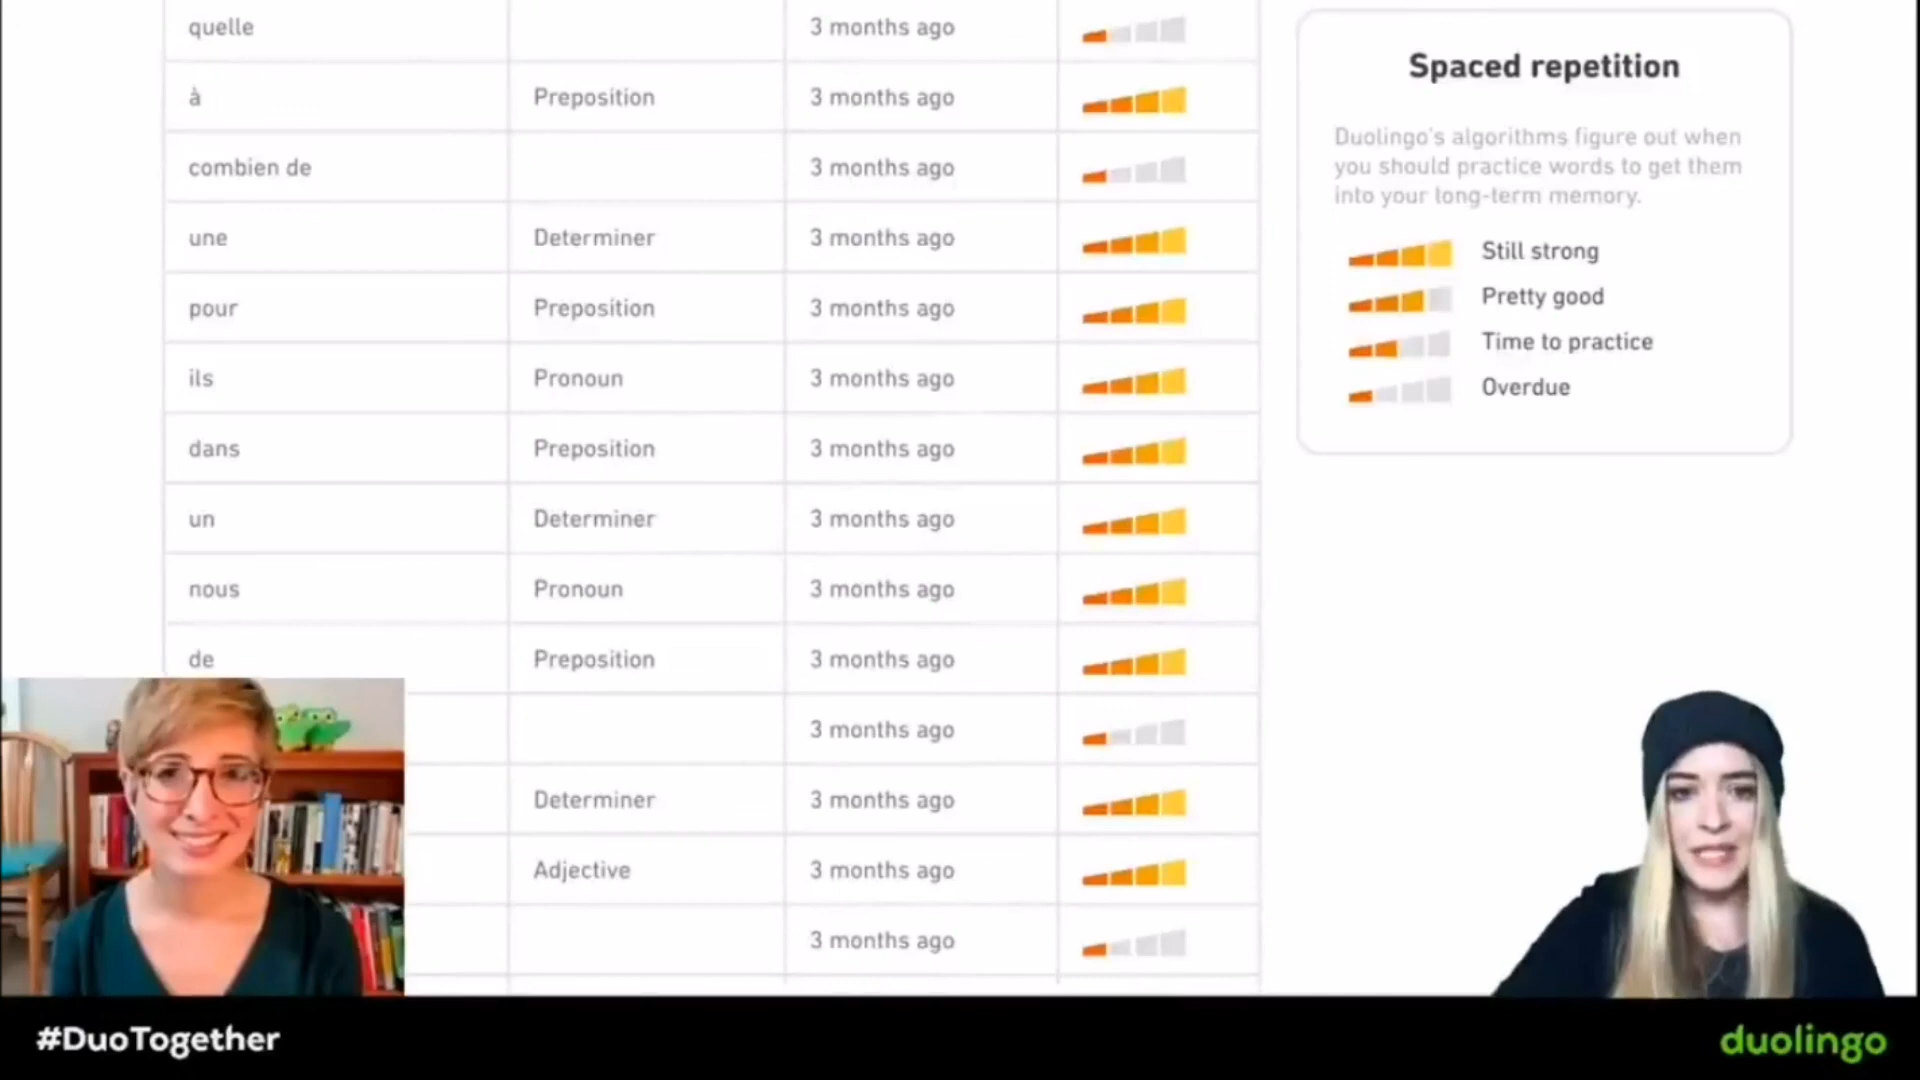 quelle 3 months ago
à Preposition 3 months ago
combien de 3 months ago
une Determiner 3 months ago
pour Preposition 3 months ago
ils Pronoun 3 months ago
dans Preposition 3 months ago
un Determiner 3 months ago
nous Pronoun 3 months ago
de Preposition 3 months ago
3 months ago
Determiner 3 months ago
Adjective 3 months ago
3 months ago
Spaced repetition
Duolingo's algorithms figure out when
you should practice words to get them
into your long-term memory.
Still strong
Pretty good
Time to practice
Overdue
#DuoTogether
duolingo